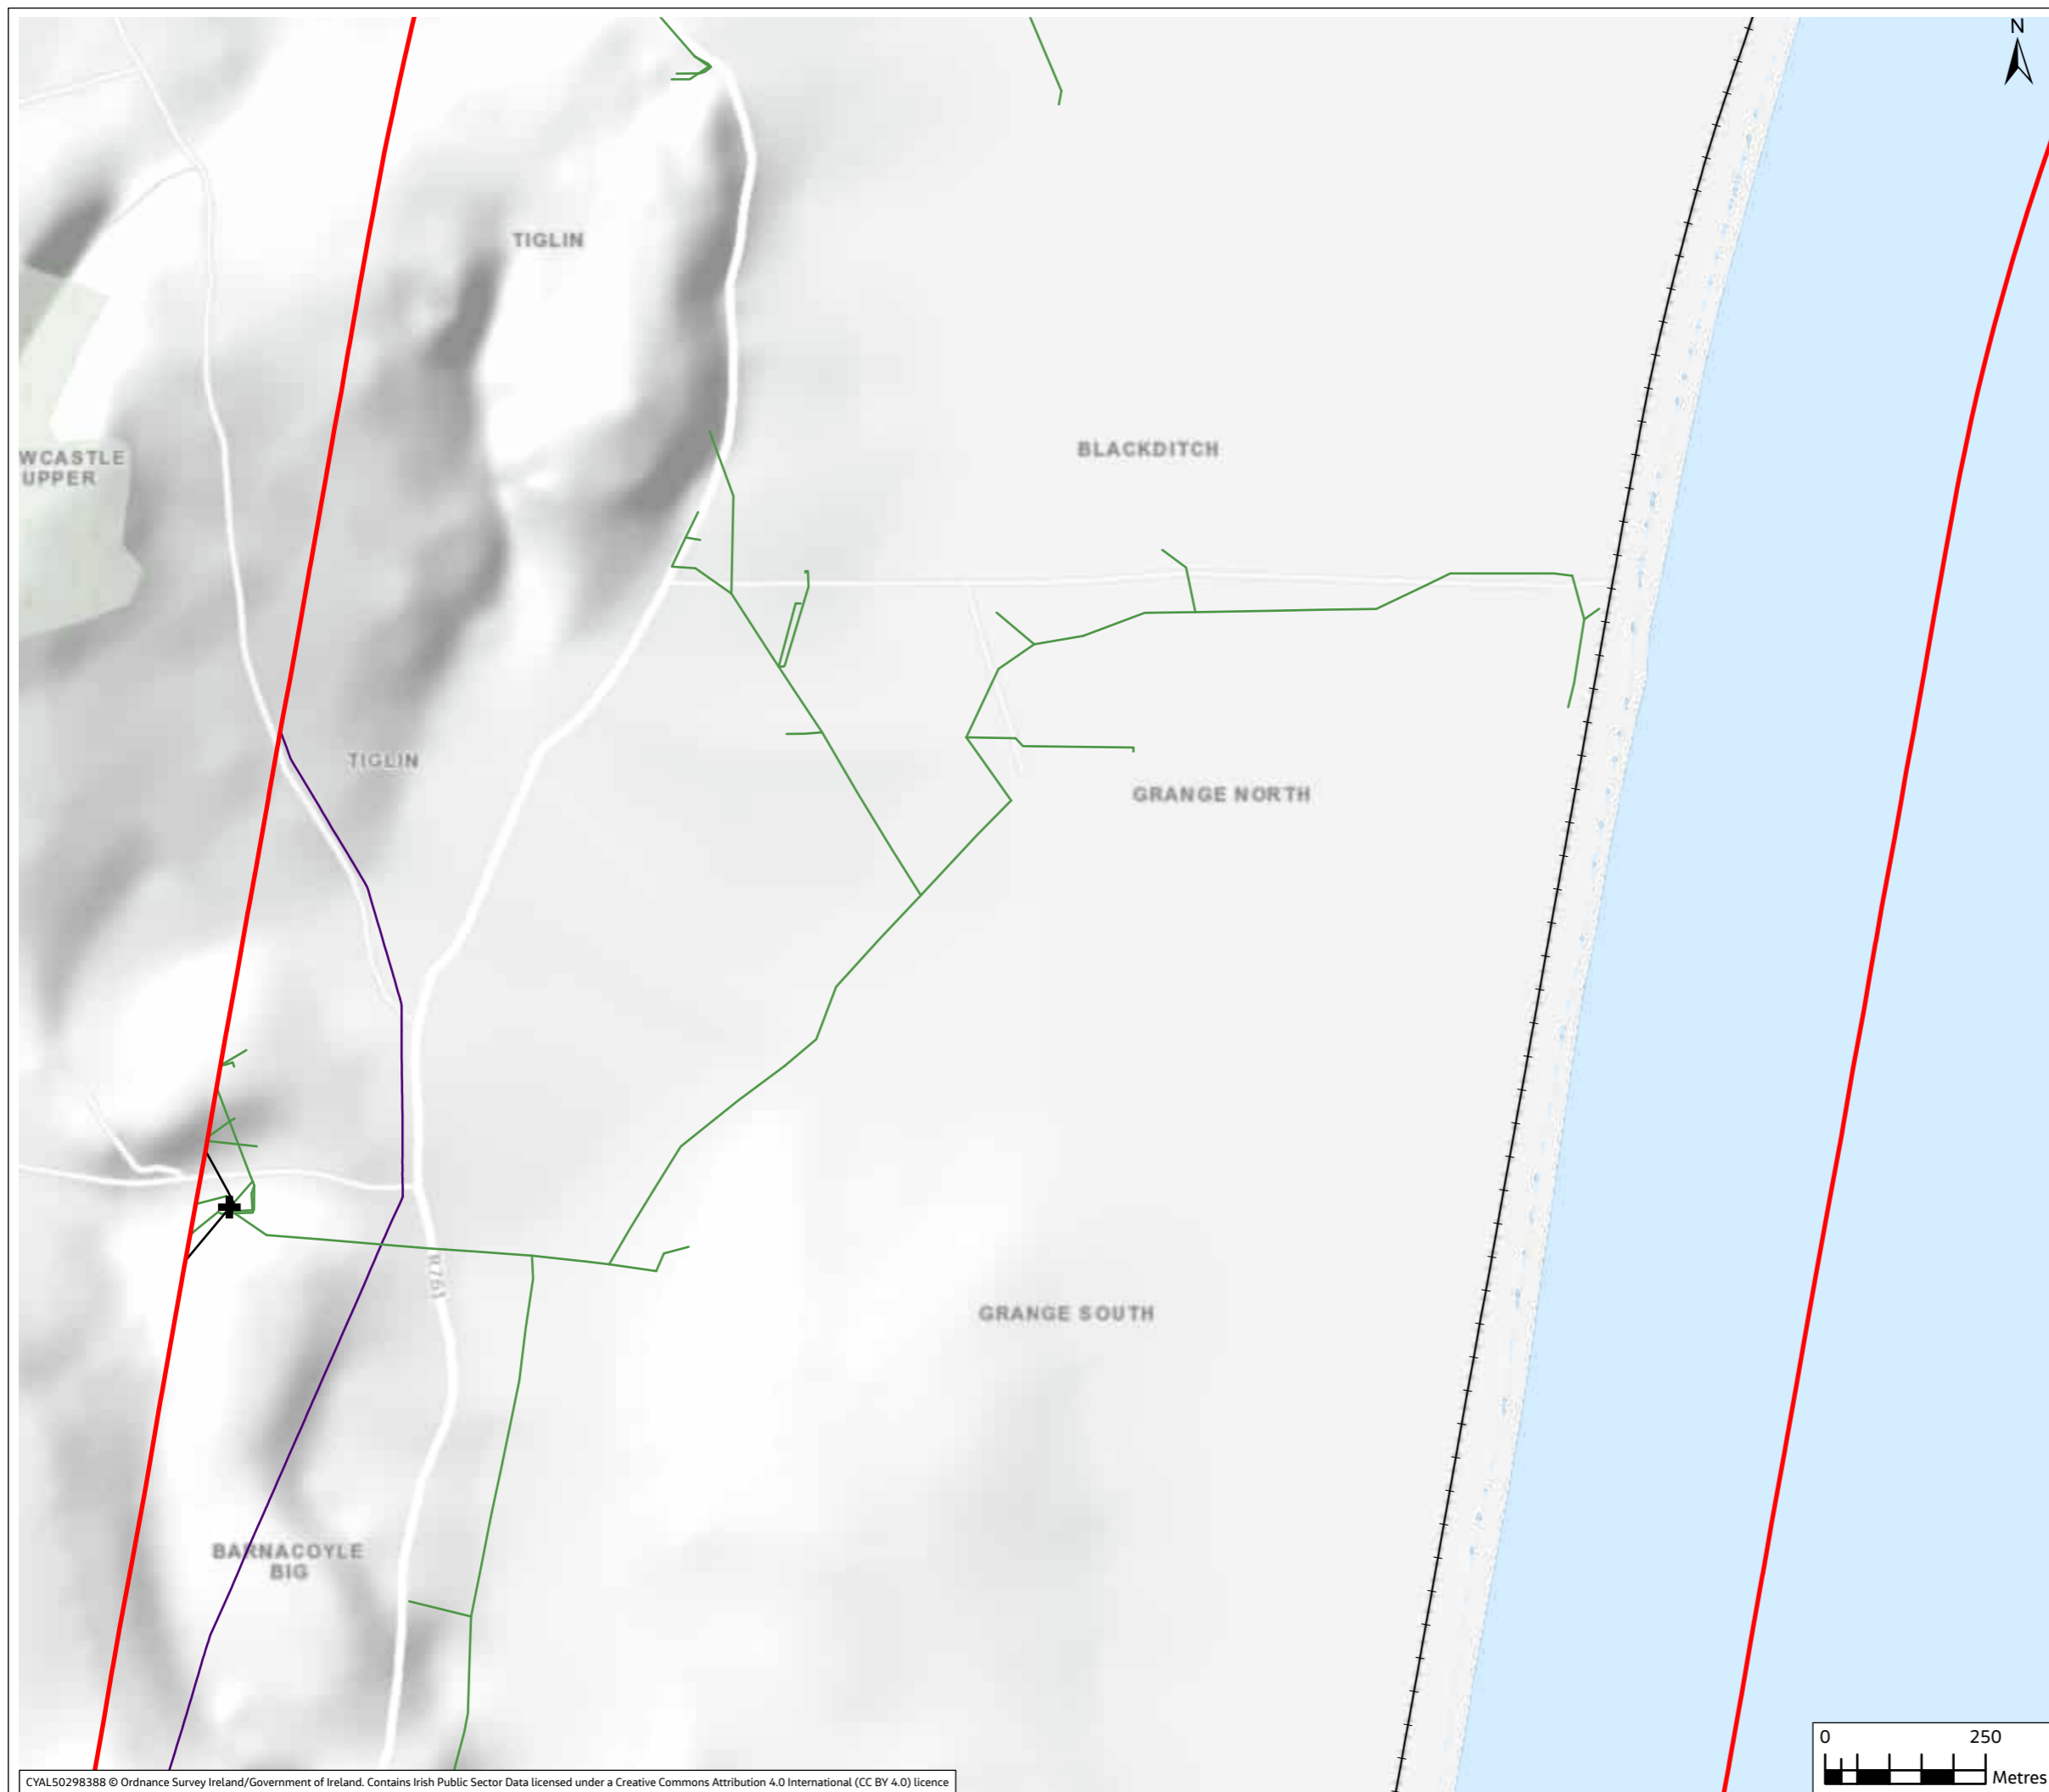 N
TIGLIN
BLACKDITCH
WCASTLE
UPPER
TIGLIN
GRANGE NORTH
R761
GRANGE SOUTH
BARNACOYLE
BIG
0 250
Metres
CYAL50298388 © Ordnance Survey Ireland/Government of Ireland. Contains Irish Public Sector Data licensed under a Creative Commons Attribution 4.0 International (CC BY 4.0) licence